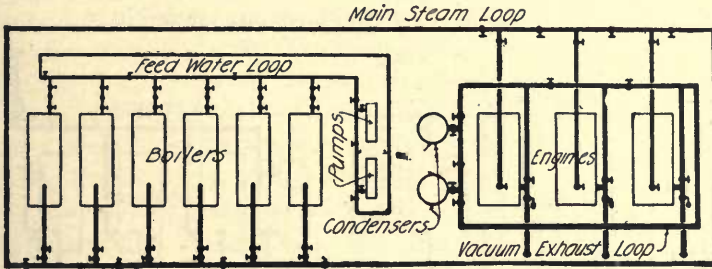 Main Steam Loop
Feed Water Loop
Boilers
Pumps
Engines
Condensers
Vacuum Exhaust Loop